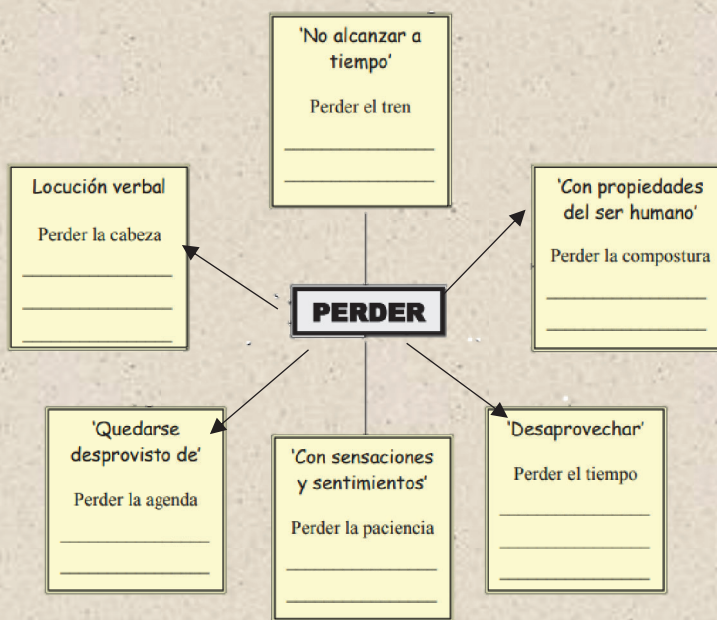 'No alcanzar a
tiempo'
Perder el tren
Locución verbal
Perder la cabeza
'Con propiedades
del ser humano'
Perder la compostura
PERDER
'Quedarse
desprovisto de'
Perder la agenda
'Con sensaciones
y sentimientos'
Perder la paciencia
'Desaprovechar'
Perder el tiempo